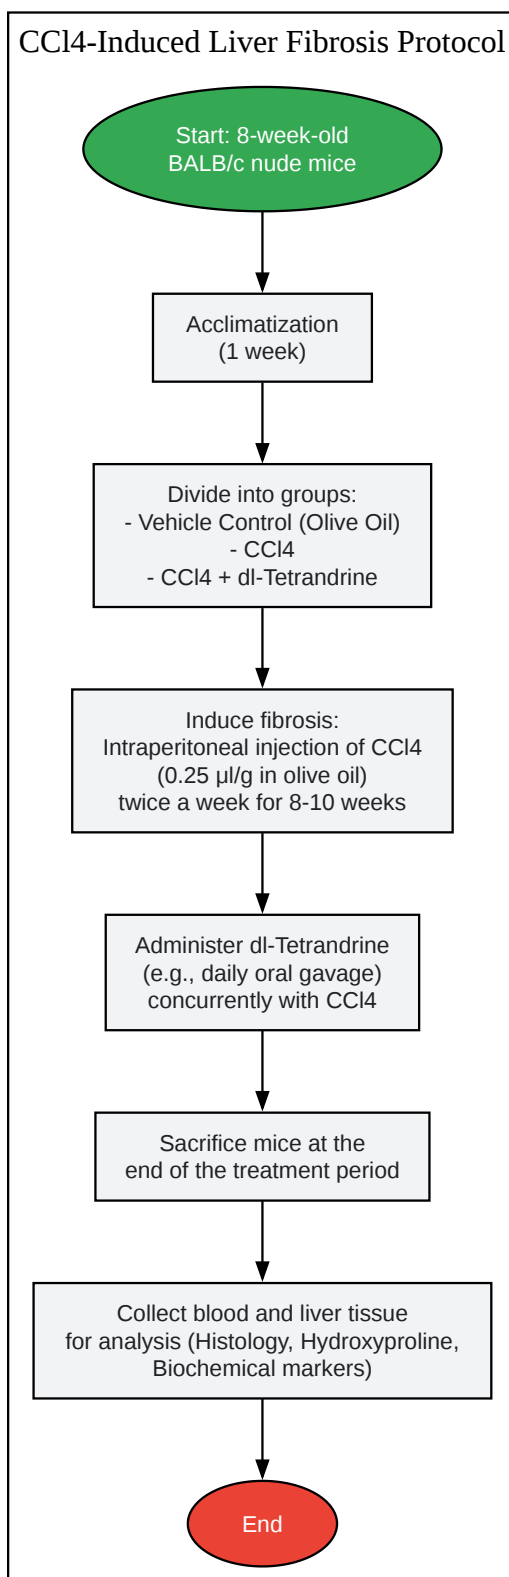 CCl4-Induced Liver Fibrosis Protocol
Start: 8-week-old
BALB/c nude mice
Acclimatization
(1 week)
Divide into groups:
- Vehicle Control (Olive Oil)
- CCl4
- CCl4 + dl-Tetrandrine
Induce fibrosis:
Intraperitoneal injection of CCl4
(0.25 μl/g in olive oil)
twice a week for 8-10 weeks
Administer dl-Tetrandrine
(e.g., daily oral gavage)
concurrently with CCl4
Sacrifice mice at the
end of the treatment period
Collect blood and liver tissue
for analysis (Histology, Hydroxyproline,
Biochemical markers)
End